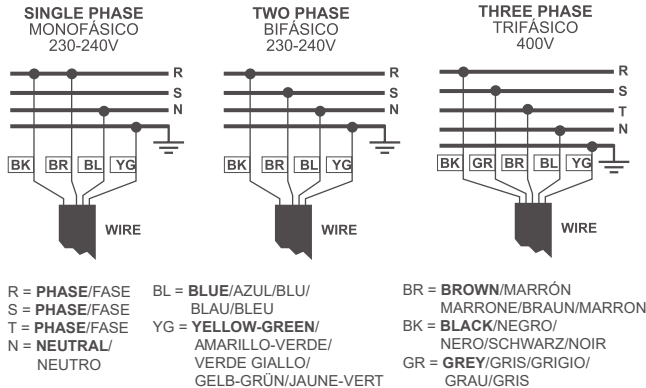 SINGLE PHASE
MONOFÁSICO
230-240V
R
S
N
BK BR BL YG
WIRE
TWO PHASE
BIFÁSICO
230-240V
R
S
N
BK BR BL YG
WIRE
THREE PHASE
TRIFÁSICO
400V
R
S
T
N
BK GR BR BL YG
WIRE
R = PHASE/FASE
S = PHASE/FASE
T = PHASE/FASE
N = NEUTRAL/
NEUTRO
BL = BLUE/AZUL/BLU/
BLAU/BLEU
YG = YELLOW-GREEN/
AMARILLO-VERDE/
VERDE GIALLO/
GELB-GRÜN/JAUNE-VERT
BR = BROWN/MARRÓN
MARRONE/BRAUN/MARRON
BK = BLACK/NEGRO/
NERO/SCHWARZ/NOIR
GR = GREY/GRIS/GRIGIO/
GRAU/GRIS